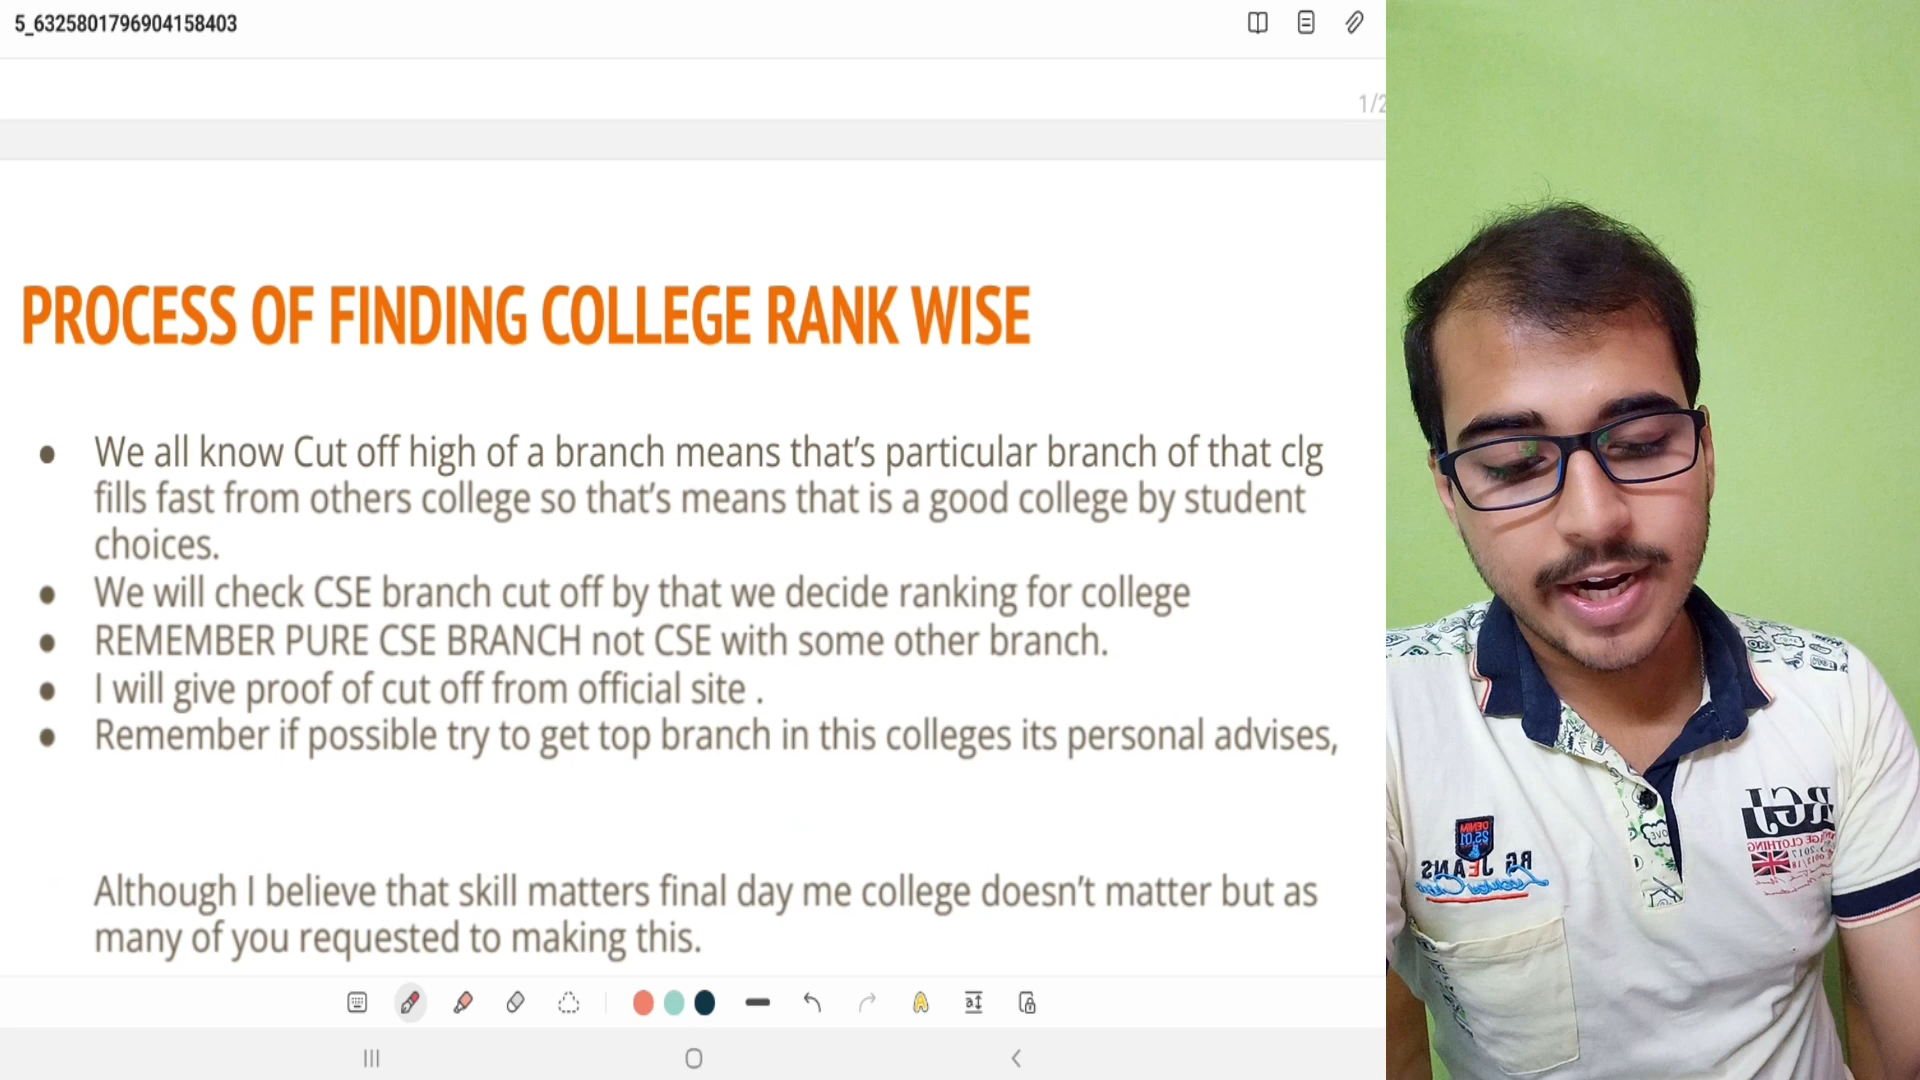 5_6325801796904158403
1/2
PROCESS OF FINDING COLLEGE RANK WISE
● We all know Cut off high of a branch means that's particular branch of that clg
fills fast from others college so that's means that is a good college by student
choices.
● We will check CSE branch cut off by that we decide ranking for college
● REMEMBER PURE CSE BRANCH not CSE with some other branch.
● I will give proof of cut off from official site .
● Remember if possible try to get top branch in this colleges its personal advises,
Although I believe that skill matters final day me college doesn't matter but as
many of you requested to making this.
RGJ
DENIM
25.01
RG JEANS